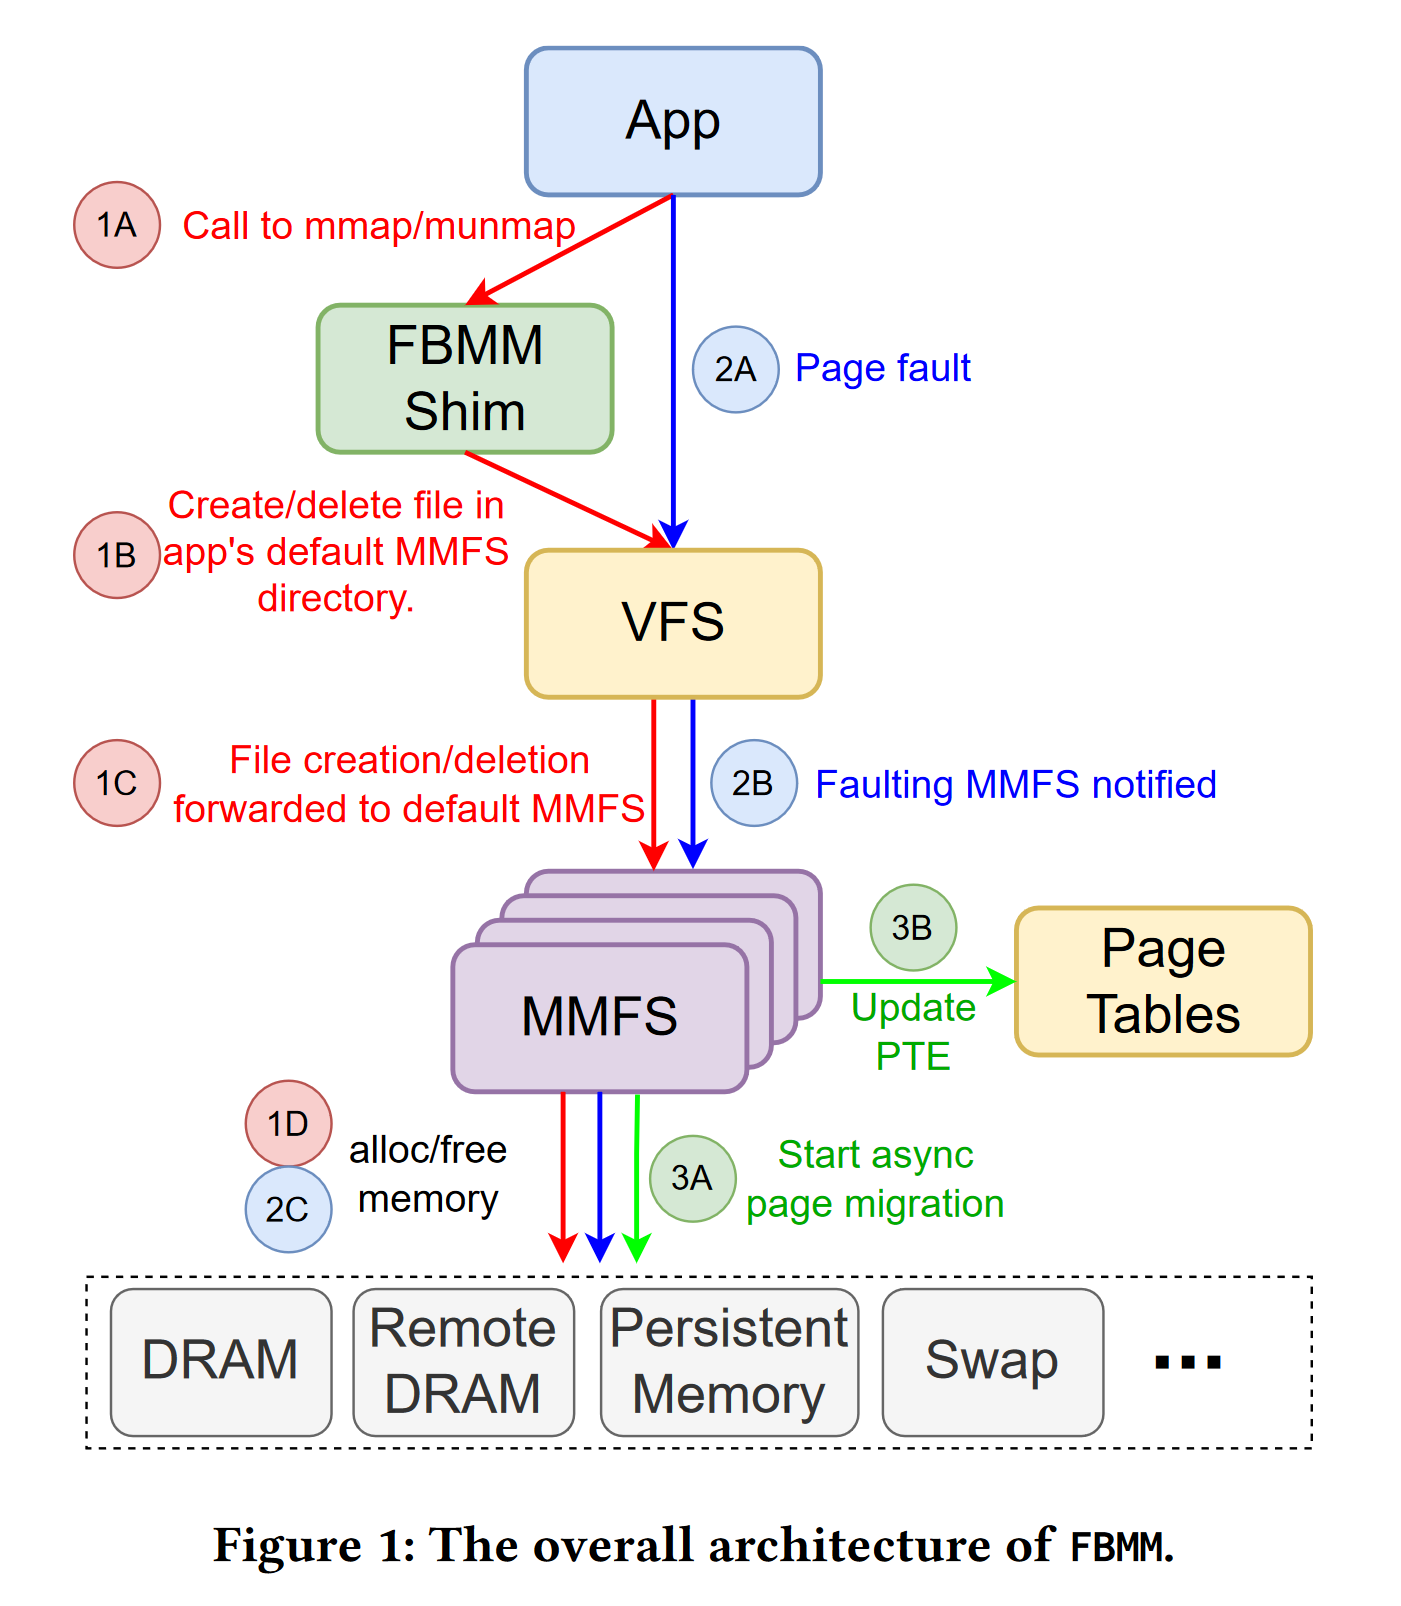 App
1A
Call to mmap/munmap
FBMM
Shim
2A
Page fault
1B
Create/delete file in
app's default MMFS
directory.
VFS
1C
File creation/deletion
forwarded to default MMFS
2B
Faulting MMFS notified
MMFS
3B
Update
PTE
Page
Tables
1D
2C
alloc/free
memory
3A
Start async
page migration
DRAM
Remote
DRAM
Persistent
Memory
Swap
...
Figure 1: The overall architecture of FBMM.